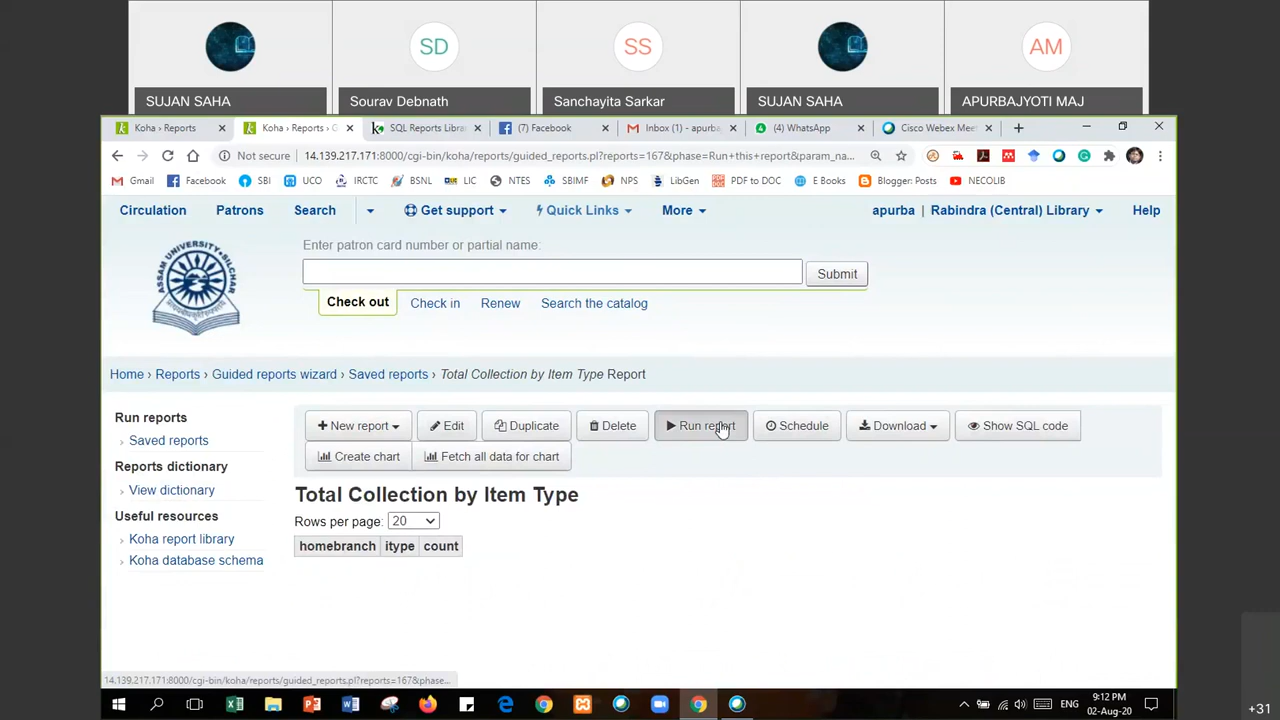 SD
SS
AM
SUJAN SAHA
Sourav Debnath
Sanchayita Sarkar
SUJAN SAHA
APURBAJYOTI MAJ
Koha › Reports
Koha › Reports › G
SQL Reports Libra
(7) Facebook
Inbox (1) - apurba
(4) WhatsApp
Cisco Webex Mee
Not secure
14.139.217.171:8000/cgi-bin/koha/reports/guided_reports.pl?reports=167&phase=Run+this+report&param_na...
Gmail
Facebook
SBI
UCO
IRCTC
BSNL
LIC
NTES
SBIMF
NPS
LibGen
PDF to DOC
E Books
Blogger: Posts
NECOLIB
Circulation
Patrons
Search
Get support
Quick Links
More
apurba | Rabindra (Central) Library
Help
ASSAM UNIVERSITY, SILCHAR
Enter patron card number or partial name:
Submit
Check out
Check in
Renew
Search the catalog
Home › Reports › Guided reports wizard › Saved reports › Total Collection by Item Type Report
Run reports
Saved reports
Reports dictionary
View dictionary
Useful resources
Koha report library
Koha database schema
New report
Edit
Duplicate
Delete
Run report
Schedule
Download
Show SQL code
Create chart
Fetch all data for chart
Total Collection by Item Type
Rows per page: 20
homebranch itype count
14.139.217.171:8000/cgi-bin/koha/reports/guided_reports.pl?reports=167&phase...
ENG
9:12 PM
02-Aug-20
+31